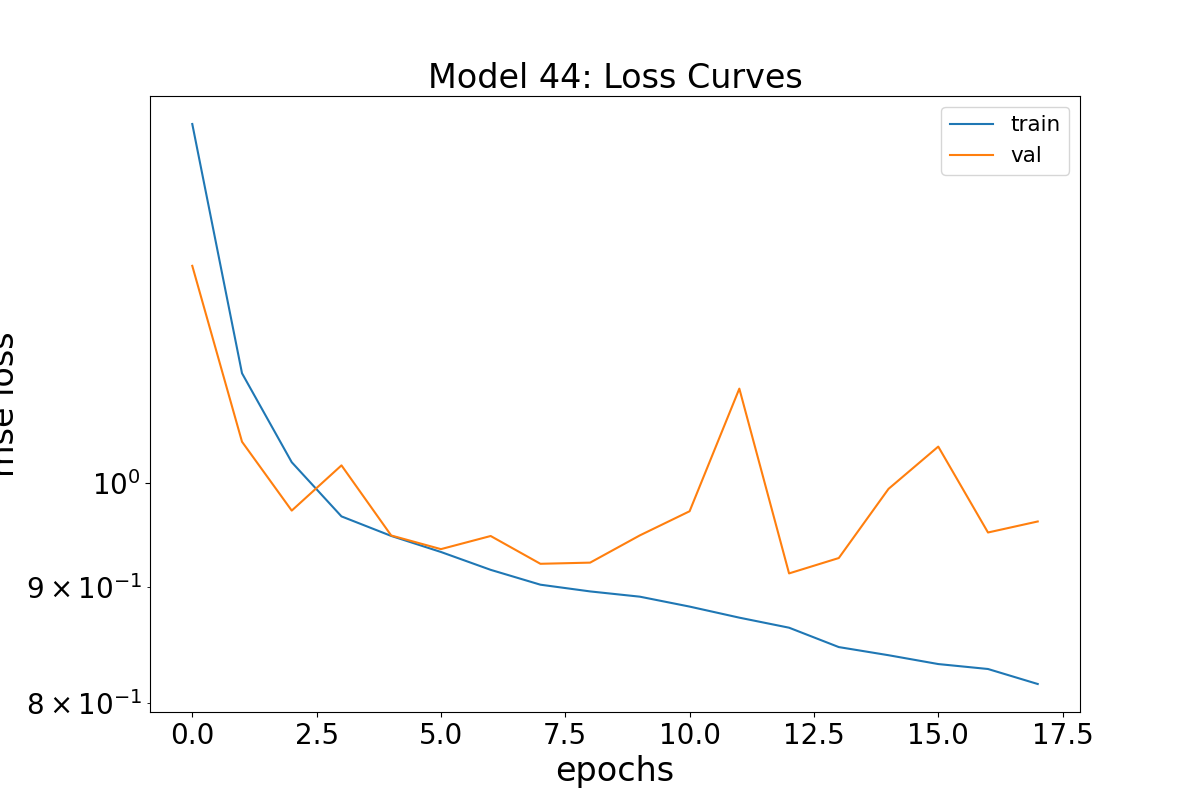 Model 44: Loss Curves
train
val
10⁰
9 × 10⁻¹
8 × 10⁻¹
0.0 2.5 5.0 7.5 10.0 12.5 15.0 17.5
epochs
loss